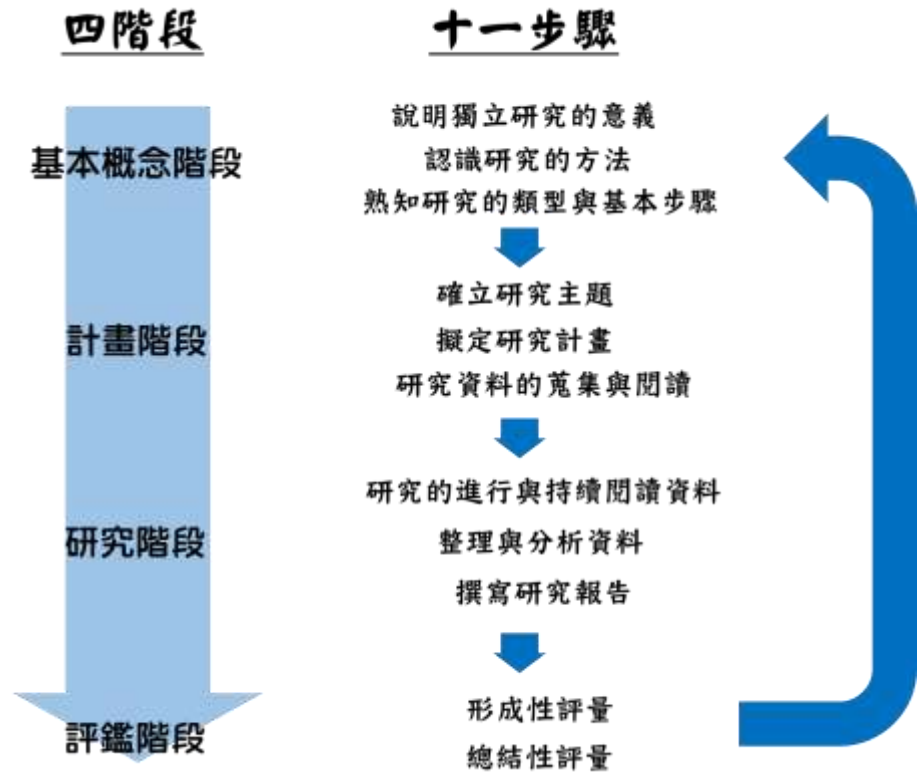 四階段
十一步驟
基本概念階段
說明獨立研究的意義
認識研究的方法
熟知研究的類型與基本步驟
計畫階段
確立研究主題
擬定研究計畫
研究資料的蒐集與閱讀
研究階段
研究的進行與持續閱讀資料
整理與分析資料
撰寫研究報告
評鑑階段
形成性評量
總結性評量